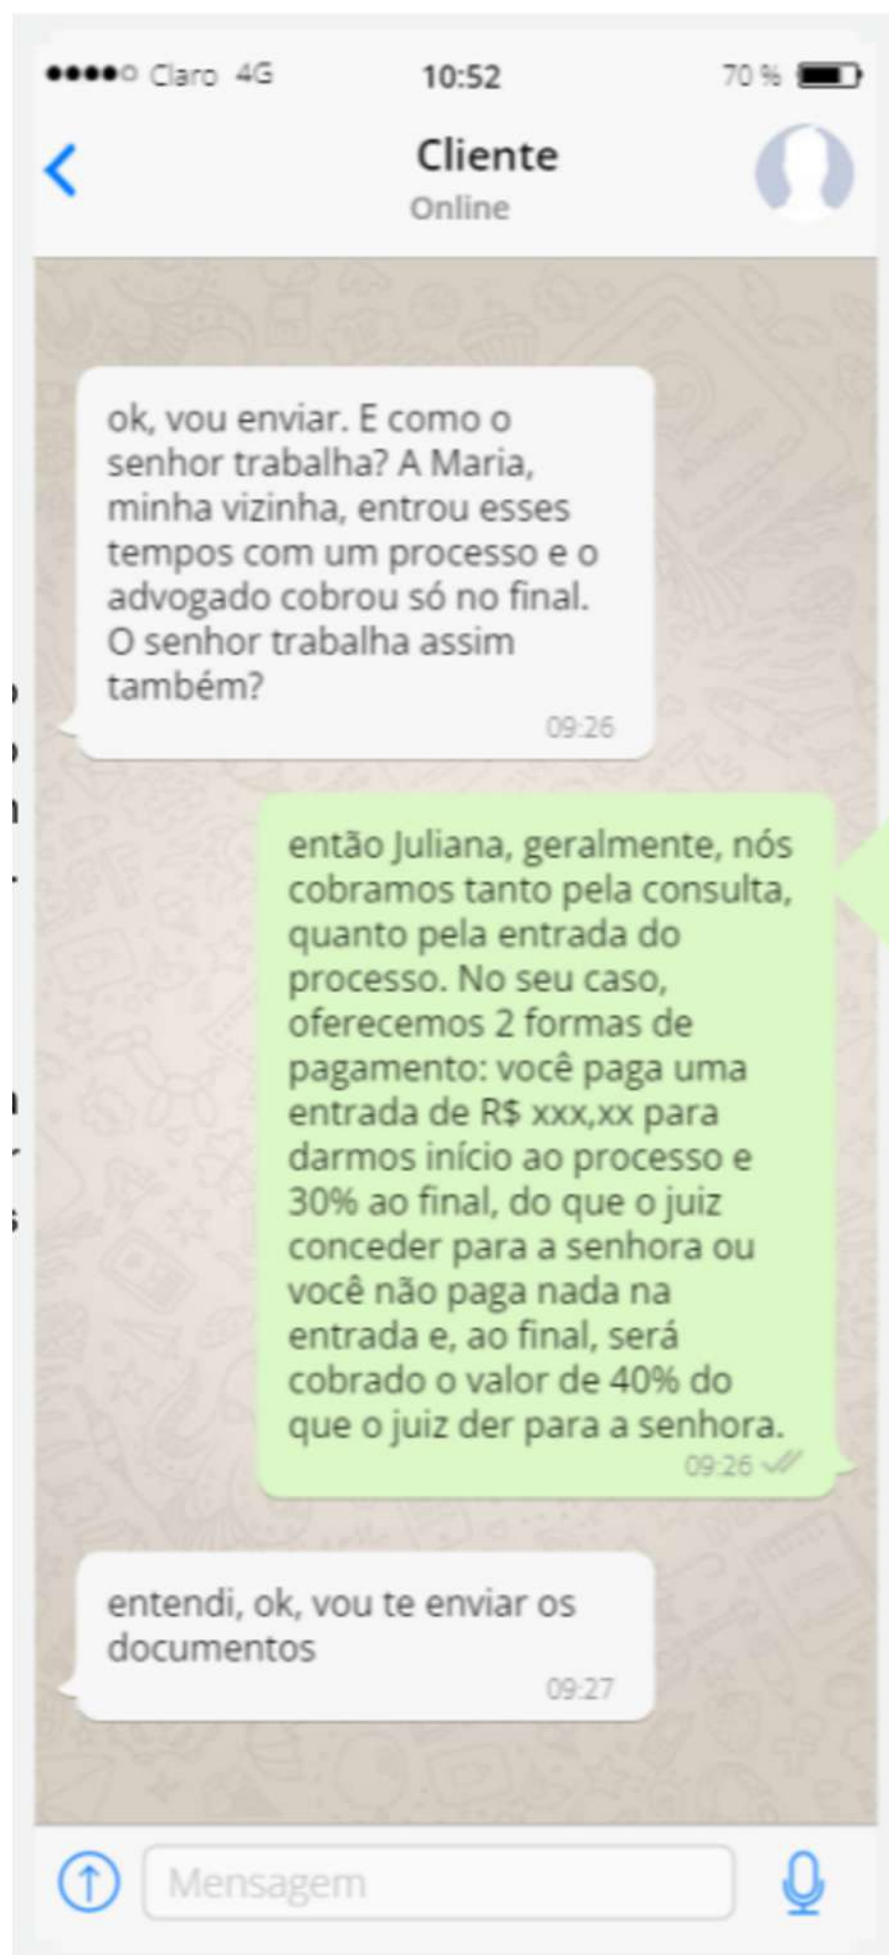 Claro 4G 10:52 70 %
Cliente
Online
ok, vou enviar. E como o
senhor trabalha? A Maria,
minha vizinha, entrou esses
tempos com um processo e o
advogado cobrou só no final.
O senhor trabalha assim
também?
09:26
então Juliana, geralmente, nós
cobramos tanto pela consulta,
quanto pela entrada do
processo. No seu caso,
oferecemos 2 formas de
pagamento: você paga uma
entrada de R$ xxx,xx para
darmos início ao processo e
30% ao final, do que o juiz
conceder para a senhora ou
você não paga nada na
entrada e, ao final, será
cobrado o valor de 40% do
que o juiz der para a senhora.
09:26
entendi, ok, vou te enviar os
documentos
09:27
Mensagem